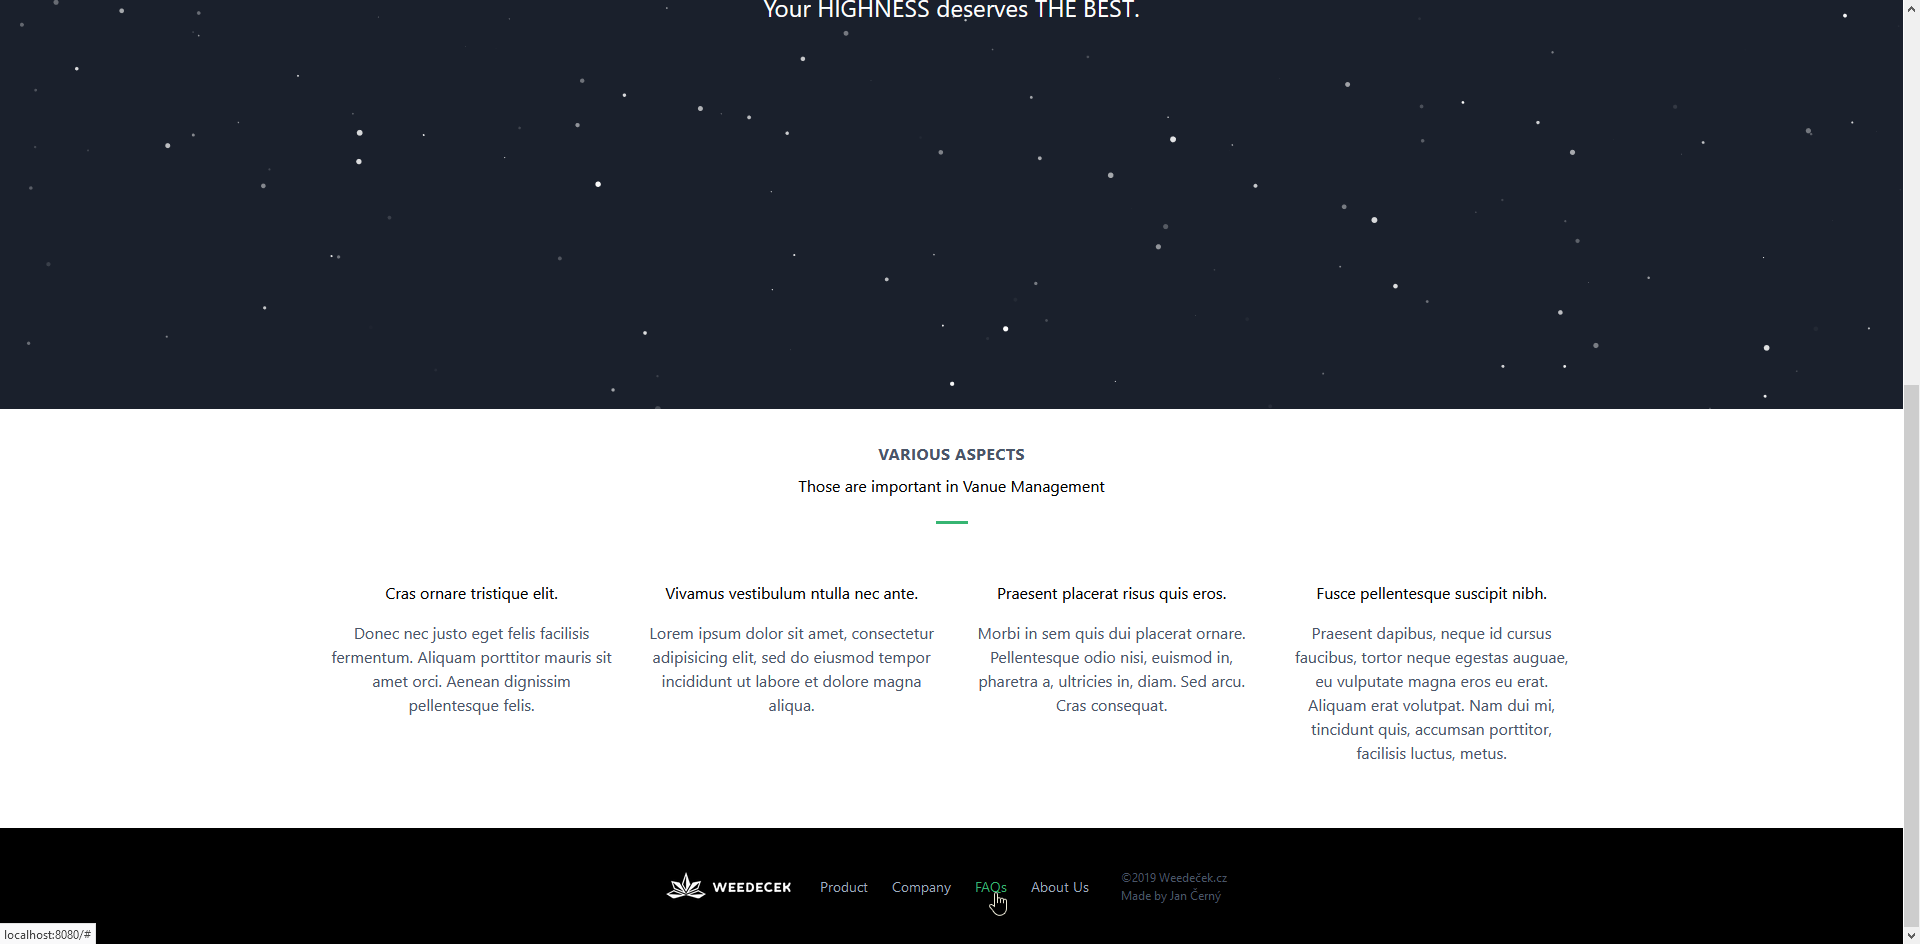 Your HIGHNESS deserves THE BEST.
VARIOUS ASPECTS
Those are important in Vanue Management
Cras ornare tristique elit.
Donec nec justo eget felis facilisis
fermentum. Aliquam porttitor mauris sit
amet orci. Aenean dignissim
pellentesque felis.
Vivamus vestibulum ntulla nec ante.
Lorem ipsum dolor sit amet, consectetur
adipisicing elit, sed do eiusmod tempor
incididunt ut labore et dolore magna
aliqua.
Praesent placerat risus quis eros.
Morbi in sem quis dui placerat ornare.
Pellentesque odio nisi, euismod in,
pharetra a, ultricies in, diam. Sed arcu.
Cras consequat.
Fusce pellentesque suscipit nibh.
Praesent dapibus, neque id cursus
faucibus, tortor neque egestas auguae,
eu vulputate magna eros eu erat.
Aliquam erat volutpat. Nam dui mi,
tincidunt quis, accumsan porttitor,
facilisis luctus, metus.
WEEDECEK
Product
Company
FAQs
About Us
©2019 Weedeček.cz
Made by Jan Černý
localhost:8080/#